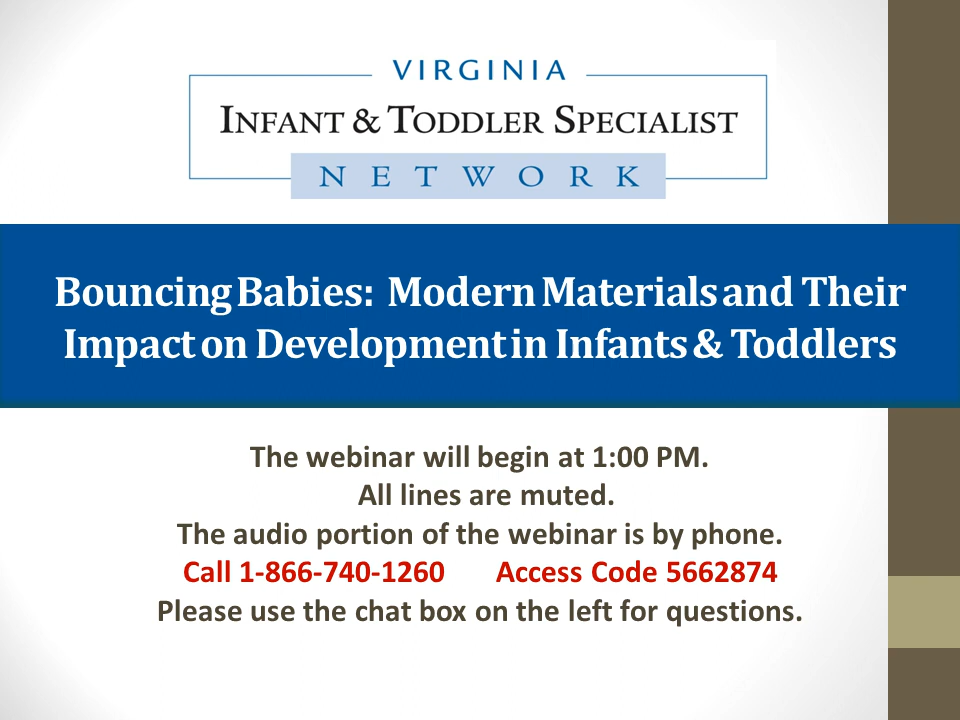 VIRGINIA
INFANT & TODDLER SPECIALIST
NETWORK
Bouncing Babies: Modern Materials and Their
Impact on Development in Infants & Toddlers
The webinar will begin at 1:00 PM.
All lines are muted.
The audio portion of the webinar is by phone.
Call 1-866-740-1260 Access Code 5662874
Please use the chat box on the left for questions.